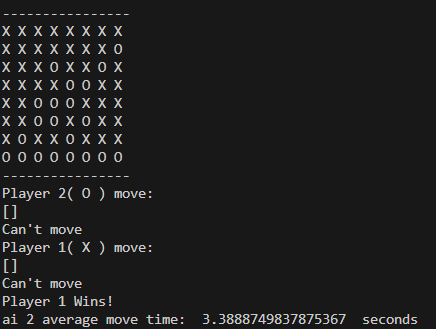 ----------------
X X X X X X X X
X X X X X X X O
X X X O X X O X
X X X X O O X X
X X O O O X X X
X X O O X O X X
X O X X O X X X
O O O O O O O O
----------------
Player 2( O ) move:
[]
Can't move
Player 1( X ) move:
[]
Can't move
Player 1 Wins!
ai 2 average move time:  3.3888749837875367  seconds